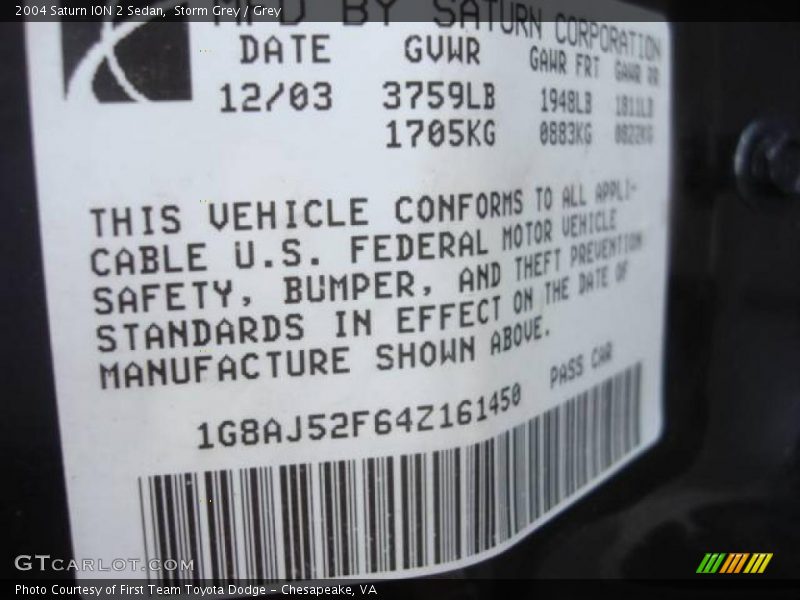 2004 Saturn ION 2 Sedan, Storm Grey / Grey
MFD BY SATURN CORPORATION
DATE GVWR GAWR FRT GAWR RR
12/03 3759LB 1948LB 1811LB
1705KG 0883KG 0822KG
THIS VEHICLE CONFORMS TO ALL APPLI-
CABLE U.S. FEDERAL MOTOR VEHICLE
SAFETY, BUMPER, AND THEFT PREVENTION
STANDARDS IN EFFECT ON THE DATE OF
MANUFACTURE SHOWN ABOVE.
1G8AJ52F64Z161450 PASS CAR
GTCARLOT.COM
Photo Courtesy of First Team Toyota Dodge - Chesapeake, VA